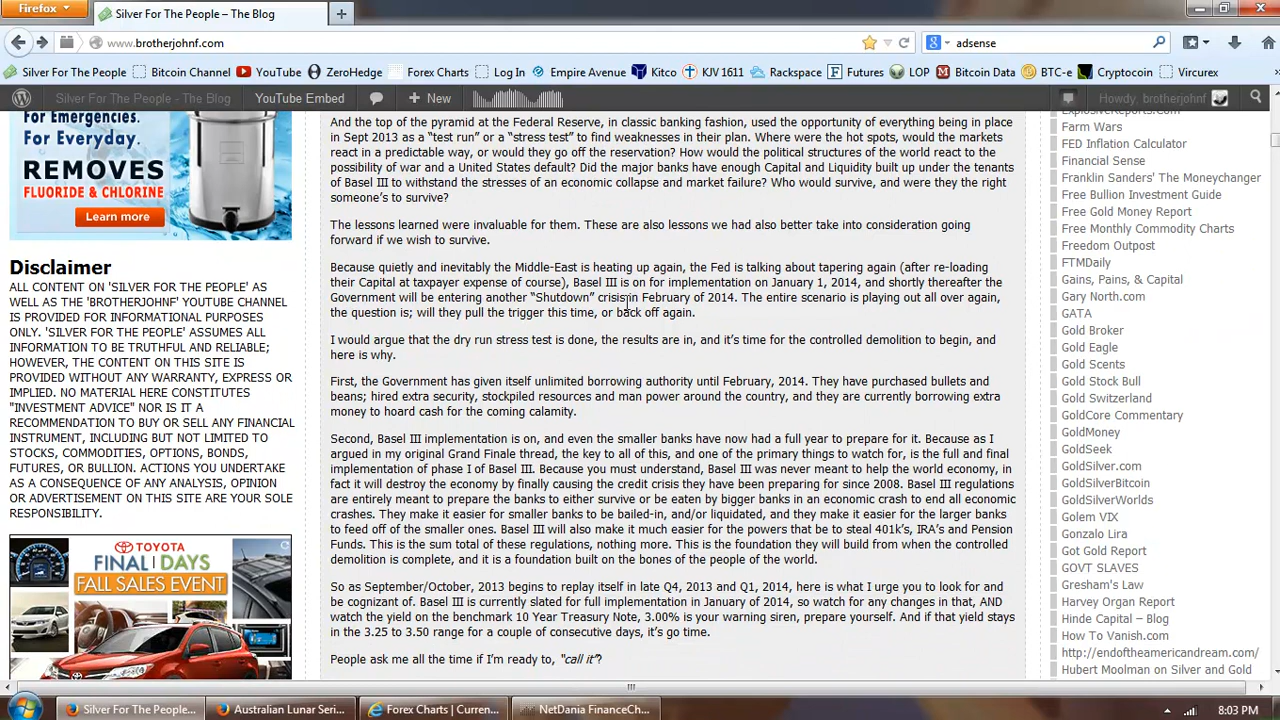 Firefox
Silver For The People – The Blog
www.brotherjohnf.com
adsense
Silver For The People
Bitcoin Channel
YouTube
ZeroHedge
Forex Charts
Log In
Empire Avenue
Kitco
KJV 1611
Rackspace
Futures
LOP
Bitcoin Data
BTC-e
Cryptocoin
Vircurex
Silver For The People - The Blog
YouTube Embed
New
Howdy, brotherjohnf
For Emergencies.
For Everyday.
REMOVES
FLUORIDE & CHLORINE
Learn more
Disclaimer
ALL CONTENT ON 'SILVER FOR THE PEOPLE' AS
WELL AS THE 'BROTHERJOHNF' YOUTUBE CHANNEL
IS PROVIDED FOR INFORMATIONAL PURPOSES
ONLY. 'SILVER FOR THE PEOPLE' ASSUMES ALL
INFORMATION TO BE TRUTHFUL AND RELIABLE;
HOWEVER, THE CONTENT ON THIS SITE IS
PROVIDED WITHOUT ANY WARRANTY, EXPRESS OR
IMPLIED. NO MATERIAL HERE CONSTITUTES
"INVESTMENT ADVICE" NOR IS IT A
RECOMMENDATION TO BUY OR SELL ANY FINANCIAL
INSTRUMENT, INCLUDING BUT NOT LIMITED TO
STOCKS, COMMODITIES, OPTIONS, BONDS,
FUTURES, OR BULLION. ACTIONS YOU UNDERTAKE
AS A CONSEQUENCE OF ANY ANALYSIS, OPINION
OR ADVERTISEMENT ON THIS SITE ARE YOUR SOLE
RESPONSIBILITY.
TOYOTA
FINAL DAYS
FALL SALES EVENT
And the top of the pyramid at the Federal Reserve, in classic banking fashion, used the opportunity of everything being in place
in Sept 2013 as a “test run” or a “stress test” to find weaknesses in their plan. Where were the hot spots, would the markets
react in a predictable way, or would they go off the reservation? How would the political structures of the world react to the
possibility of war and a United States default? Did the major banks have enough Capital and Liquidity built up under the tenants
of Basel III to withstand the stresses of an economic collapse and market failure? Who would survive, and were they the right
someone's to survive?
The lessons learned were invaluable for them. These are also lessons we had also better take into consideration going
forward if we wish to survive.
Because quietly and inevitably the Middle-East is heating up again, the Fed is talking about tapering again (after re-loading
their Capital at taxpayer expense of course), Basel III is on for implementation on January 1, 2014, and shortly thereafter the
Government will be entering another “Shutdown” crisis in February of 2014. The entire scenario is playing out all over again,
the question is; will they pull the trigger this time, or back off again.
I would argue that the dry run stress test is done, the results are in, and it's time for the controlled demolition to begin, and
here is why.
First, the Government has given itself unlimited borrowing authority until February, 2014. They have purchased bullets and
beans; hired extra security, stockpiled resources and man power around the country, and they are currently borrowing extra
money to hoard cash for the coming calamity.
Second, Basel III implementation is on, and even the smaller banks have now had a full year to prepare for it. Because as I
argued in my original Grand Finale thread, the key to all of this, and one of the primary things to watch for, is the full and final
implementation of phase I of Basel III. Because you must understand, Basel III was never meant to help the world economy, in
fact it will destroy the economy by finally causing the credit crisis they have been preparing for since 2008. Basel III regulations
are entirely meant to prepare the banks to either survive or be eaten by bigger banks in an economic crash to end all economic
crashes. They make it easier for smaller banks to be bailed-in, and/or liquidated, and they make it easier for the larger banks
to feed off of the smaller ones. Basel III will also make it much easier for the powers that be to steal 401k's, IRA's and Pension
Funds. This is the sum total of these regulations, nothing more. This is the foundation they will build from when the controlled
demolition is complete, and it is a foundation built on the bones of the people of the world.
So as September/October, 2013 begins to replay itself in late Q4, 2013 and Q1, 2014, here is what I urge you to look for and
be cognizant of. Basel III is currently slated for full implementation in January of 2014, so watch for any changes in that, AND
watch the yield on the benchmark 10 Year Treasury Note, 3.00% is your warning siren, prepare yourself. And if that yield stays
in the 3.25 to 3.50 range for a couple of consecutive days, it's go time.
People ask me all the time if I'm ready to, “call it”?
ExplosiveReports.Com
Farm Wars
FED Inflation Calculator
Financial Sense
Franklin Sanders' The Moneychanger
Free Bullion Investment Guide
Free Gold Money Report
Free Monthly Commodity Charts
Freedom Outpost
FTMDaily
Gains, Pains, & Capital
Gary North.com
GATA
Gold Broker
Gold Eagle
Gold Scents
Gold Stock Bull
Gold Switzerland
GoldCore Commentary
GoldMoney
GoldSeek
GoldSilver.com
GoldSilverBitcoin
GoldSilverWorlds
Golem VIX
Gonzalo Lira
Got Gold Report
GOVT SLAVES
Gresham's Law
Harvey Organ Report
Hinde Capital – Blog
How To Vanish.com
http://endoftheamericandream.com/
Hubert Moolman on Silver and Gold
Silver For The People...
Australian Lunar Seri...
Forex Charts | Curren...
NetDania FinanceCh...
8:03 PM